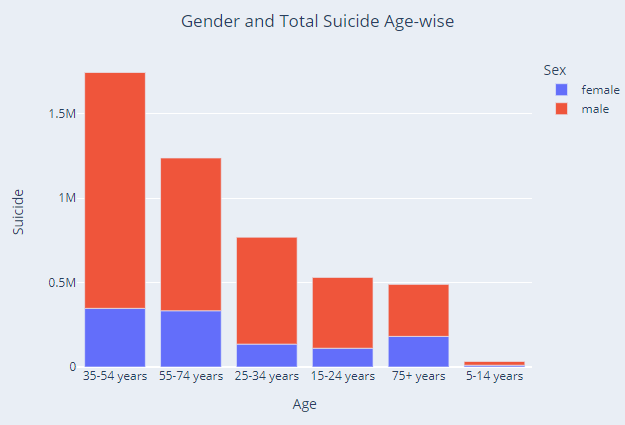 Gender and Total Suicide Age-wise
Sex
female
male
1.5M
1M
0.5M
0
Suicide
35-54 years
55-74 years
25-34 years
15-24 years
75+ years
5-14 years
Age